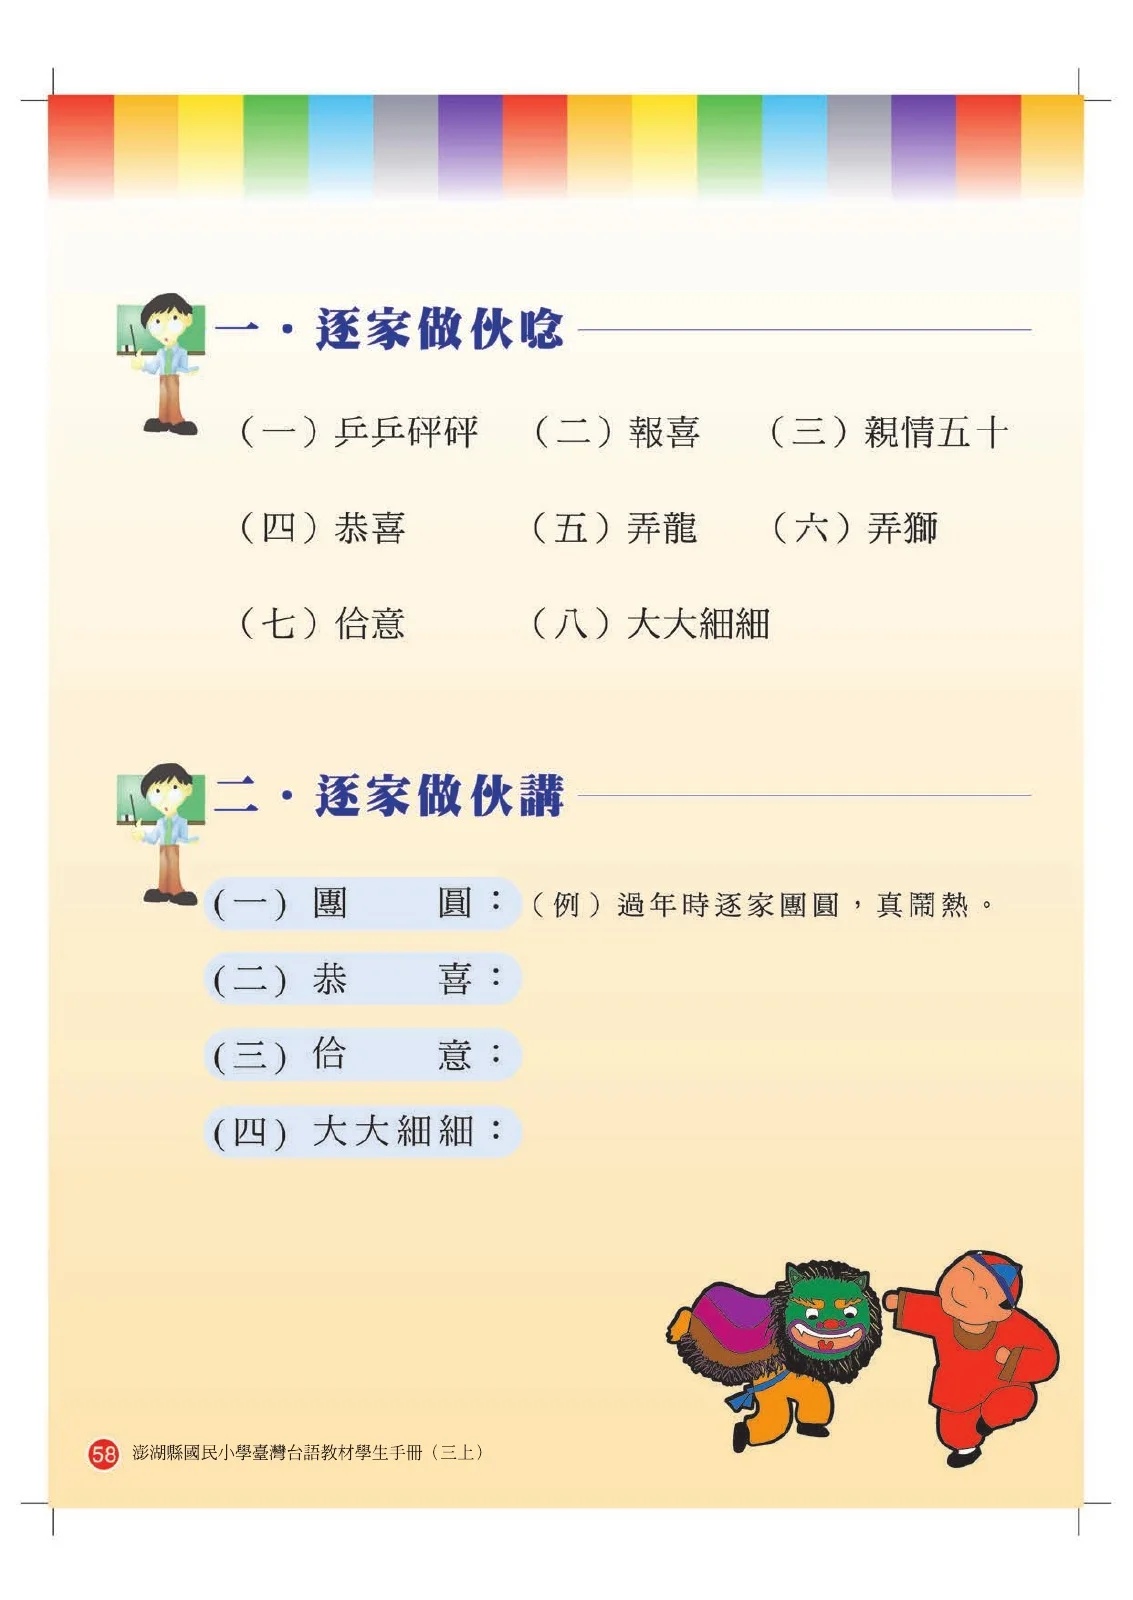 一．逐家做伙唸
（一）乒乒砰砰 （二）報喜 （三）親情五十
（四）恭喜 （五）弄龍 （六）弄獅
（七）佮意 （八）大大細細
二．逐家做伙講
(一) 團 圓：（例）過年時逐家團圓，真鬧熱。
(二) 恭 喜：
(三) 佮 意：
(四) 大大細細：
58 澎湖縣國民小學臺灣台語教材學生手冊（三上）